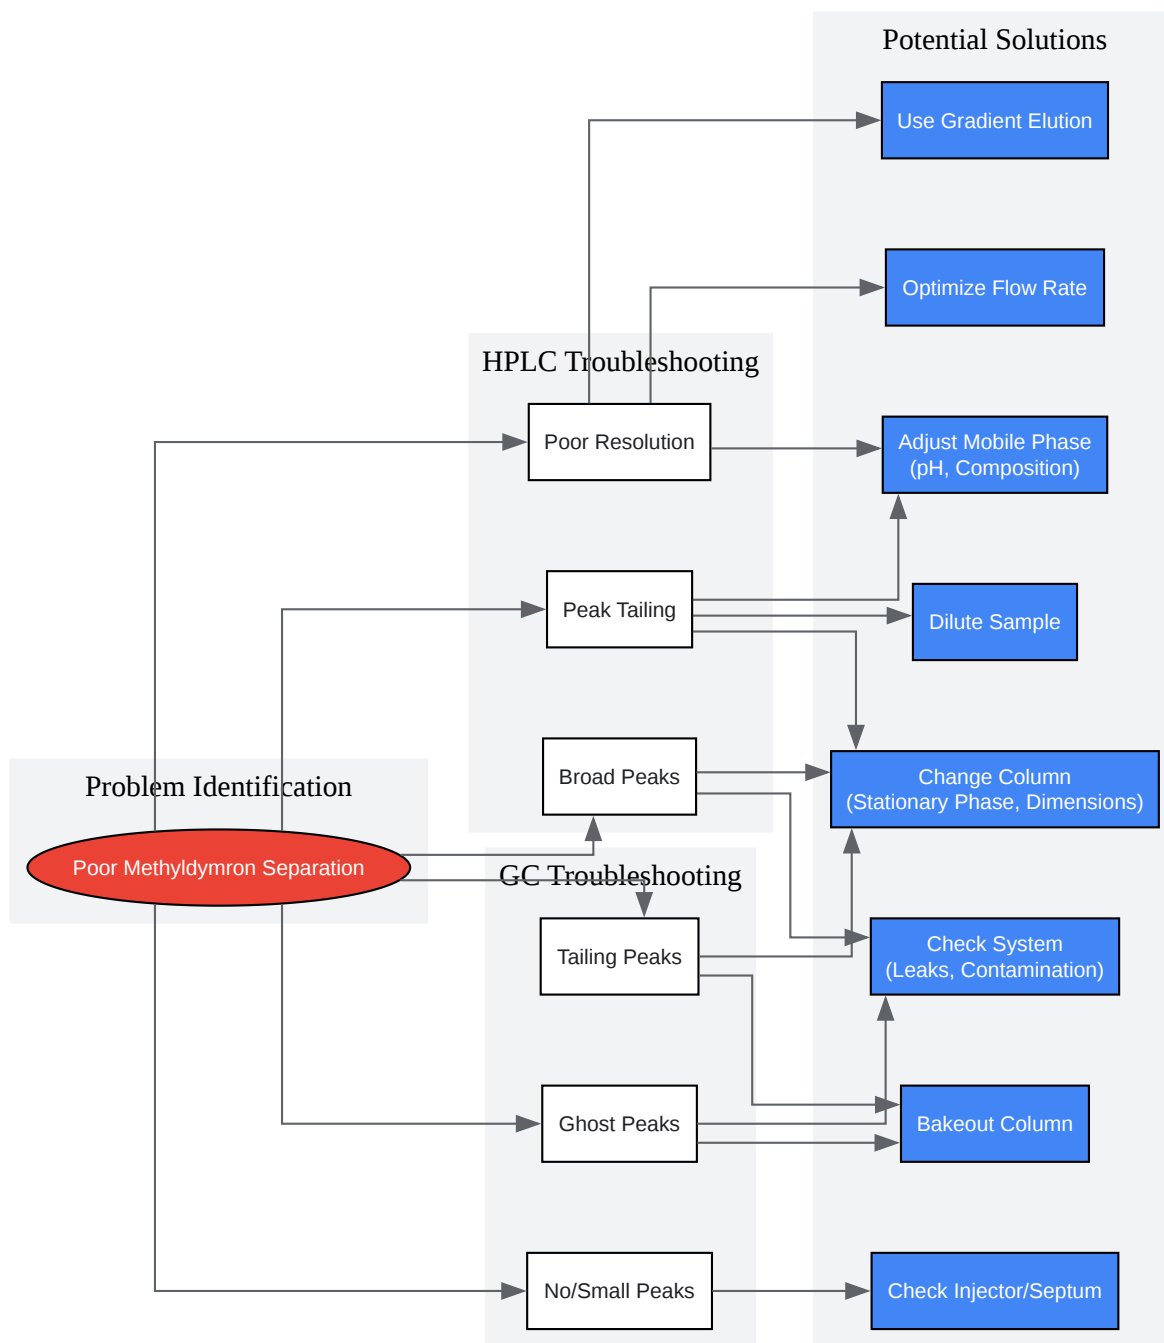 Potential Solutions
Use Gradient Elution
Optimize Flow Rate
HPLC Troubleshooting
Poor Resolution
Adjust Mobile Phase
(pH, Composition)
Peak Tailing
Dilute Sample
Broad Peaks
Change Column
(Stationary Phase, Dimensions)
Problem Identification
Poor Methyldymron Separation
GC Troubleshooting
Tailing Peaks
Check System
(Leaks, Contamination)
Ghost Peaks
Bakeout Column
No/Small Peaks
Check Injector/Septum